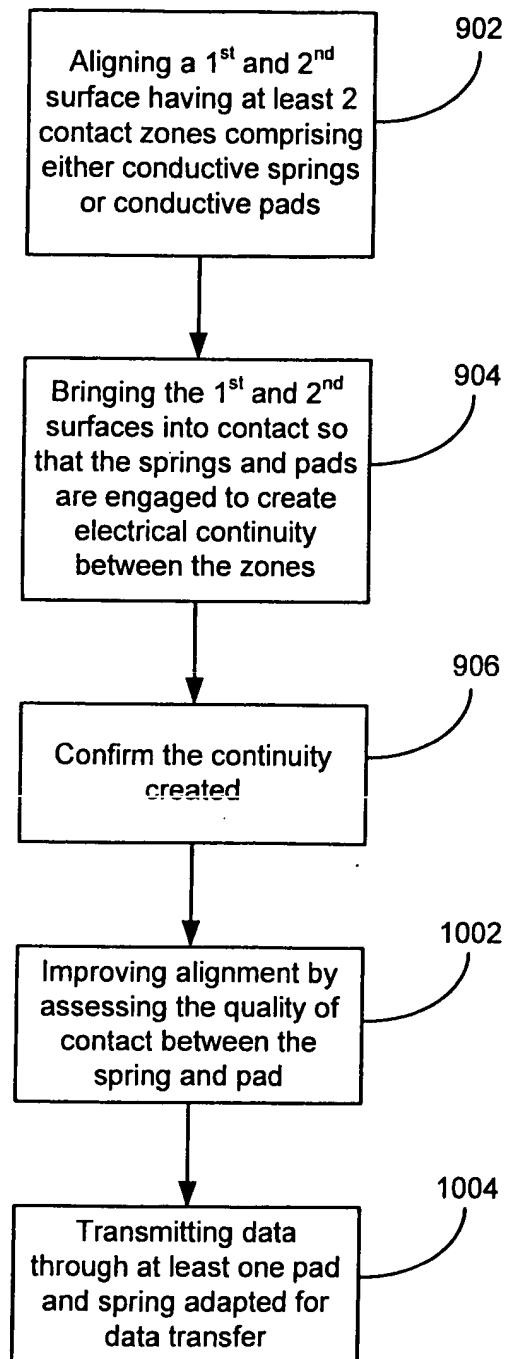 902
Aligning a 1st and 2nd
surface having at least 2
contact zones comprising
either conductive springs
or conductive pads
904
Bringing the 1st and 2nd
surfaces into contact so
that the springs and pads
are engaged to create
electrical continuity
between the zones
906
Confirm the continuity
created
1002
Improving alignment by
assessing the quality of
contact between the
spring and pad
1004
Transmitting data
through at least one pad
and spring adapted for
data transfer